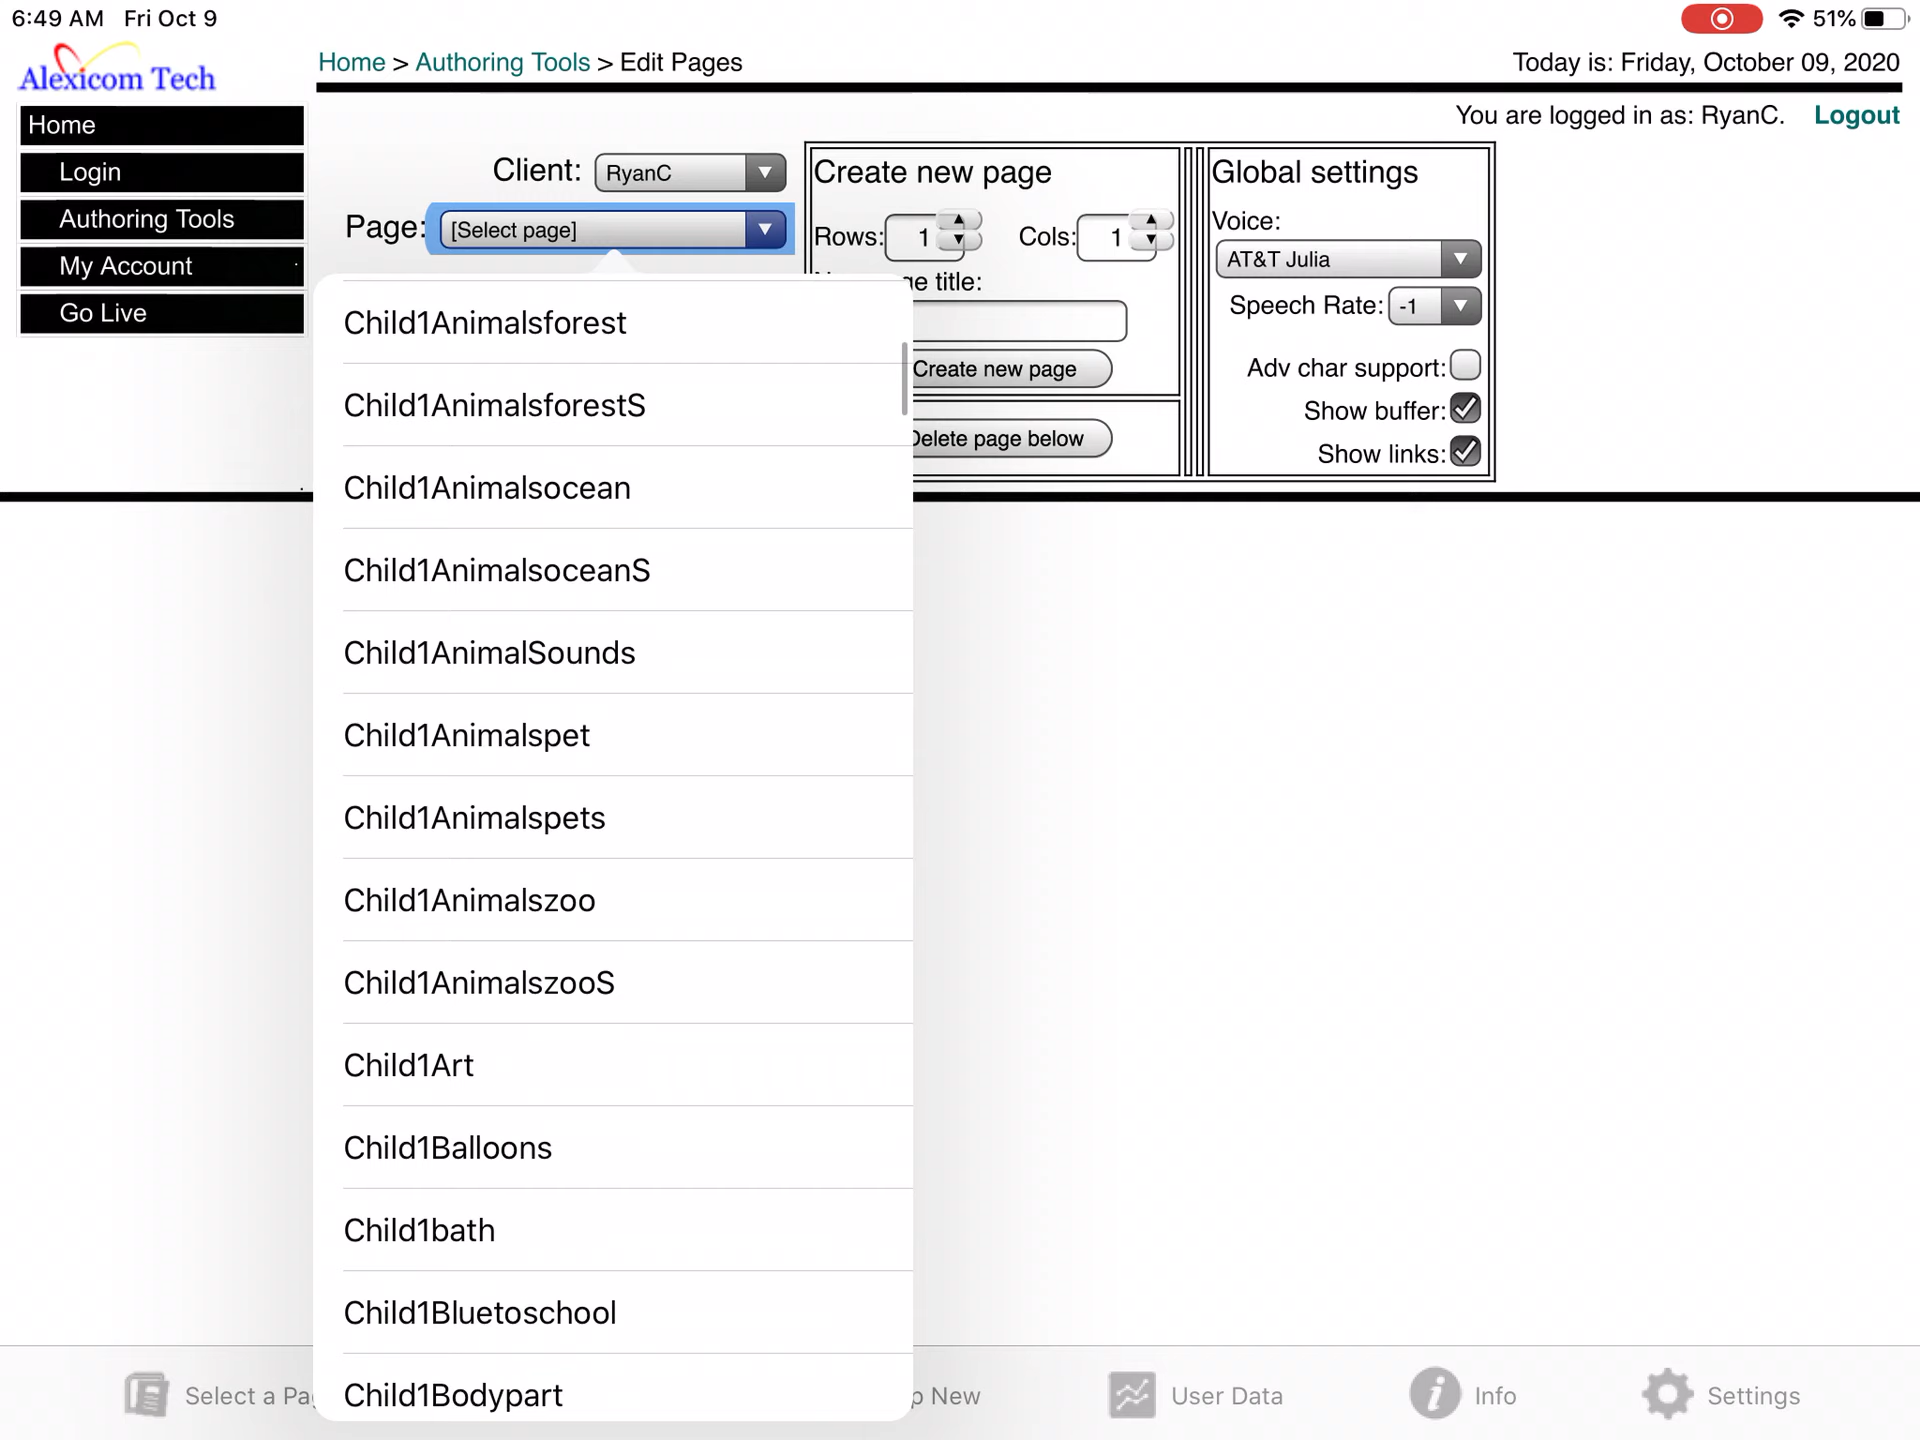 6:49 AM Fri Oct 9
51%
Alexicom Tech
Home > Authoring Tools > Edit Pages
Today is: Friday, October 09, 2020
You are logged in as: RyanC. Logout
Home
Login
Authoring Tools
My Account
Go Live
Client: RyanC
Page: [Select page]
Create new page
Rows: 1 Cols: 1
title:
Create new page
Delete page below
Global settings
Voice:
AT&T Julia
Speech Rate: -1
Adv char support:
Show buffer:
Show links:
Child1Animalsforest
Child1AnimalsforestS
Child1Animalsocean
Child1AnimalsoceanS
Child1AnimalSounds
Child1Animalspet
Child1Animalspets
Child1Animalszoo
Child1AnimalszooS
Child1Art
Child1Balloons
Child1bath
Child1Bluetoschool
Child1Bodypart
Select a Pa
p New
User Data
Info
Settings